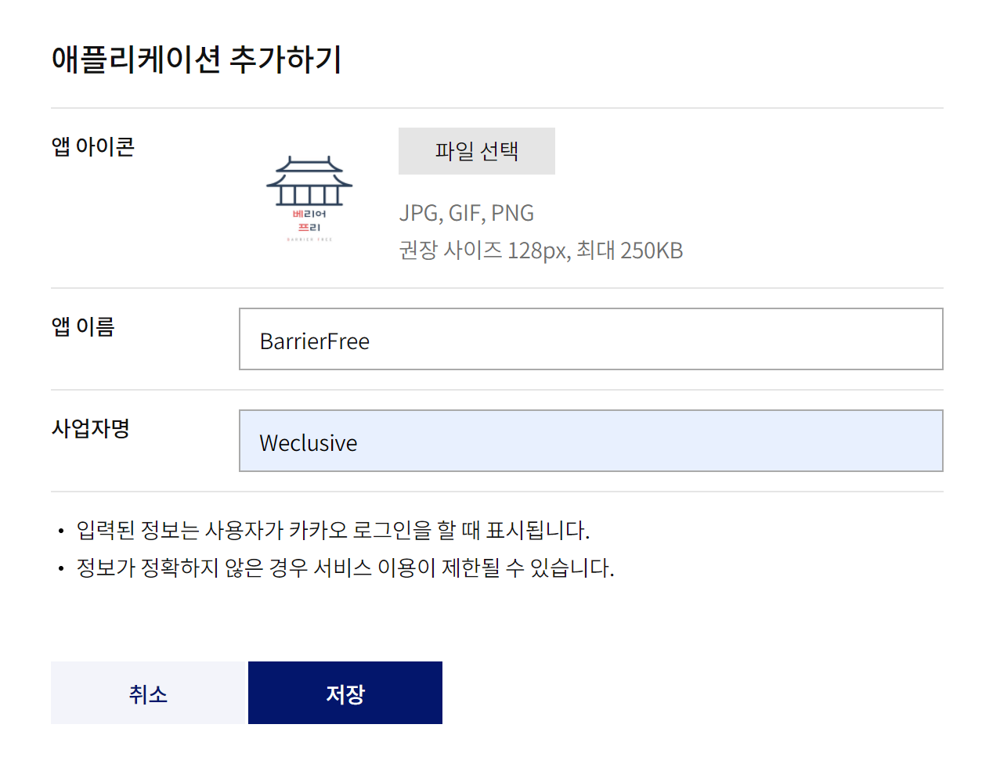 애플리케이션 추가하기
앱 아이콘
파일 선택
베리어
프리
BARRIER FREE
JPG, GIF, PNG
권장 사이즈 128px, 최대 250KB
앱 이름
BarrierFree
사업자명
Weclusive
• 입력된 정보는 사용자가 카카오 로그인을 할 때 표시됩니다.
• 정보가 정확하지 않은 경우 서비스 이용이 제한될 수 있습니다.
취소
저장